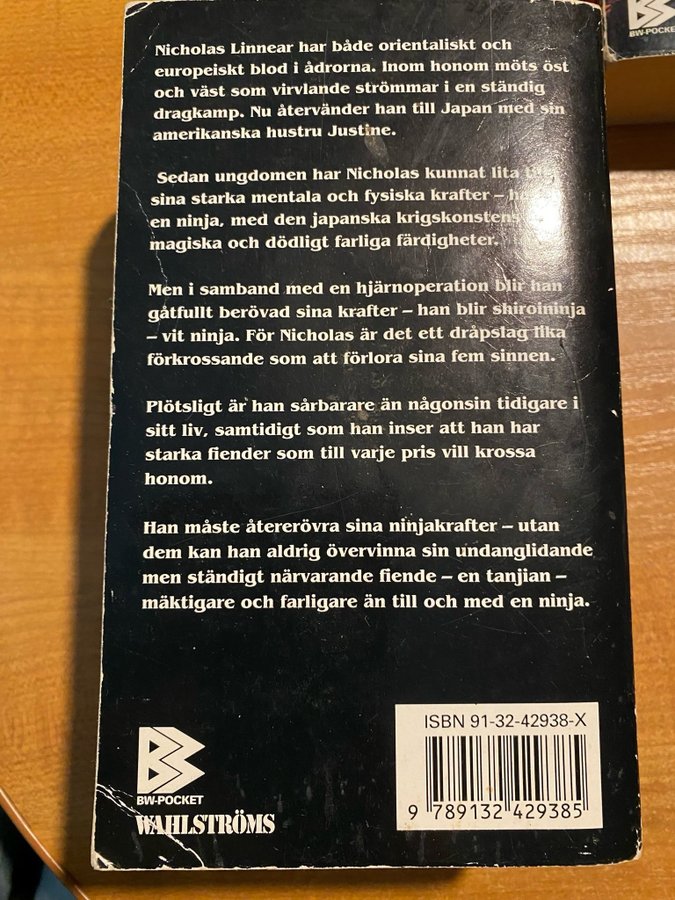 Nicholas Linnear har både orientaliskt och
europeiskt blod i ådrorna. Inom honom möts öst
och väst som virvlande strömmar i en ständig
dragkamp. Nu återvänder han till Japan med sin
amerikanska hustru Justine.
Sedan ungdomen har Nicholas kunnat lita
sina starka mentala och fysiska krafter –
en ninja, med den japanska krigskonstens
magiska och dödligt farliga färdigheter.
Men i samband med en hjärnoperation blir han
gåtfullt berövad sina krafter – han blir shiroininja
– vit ninja. För Nicholas är det ett dråpslag lika
förkrossande som att förlora sina fem sinnen.
Plötsligt är han sårbarare än någonsin tidigare i
sitt liv, samtidigt som han inser att han har
starka fiender som till varje pris vill krossa
honom.
Han måste återerövra sina ninjakrafter – utan
dem kan han aldrig övervinna sin undanglidande
men ständigt närvarande fiende – en tanjian –
mäktigare och farligare än till och med en ninja.
BW-POCKET
WAHLSTRÖMS
ISBN 91-32-42938-X
9 789132 429385
BW-POCKET